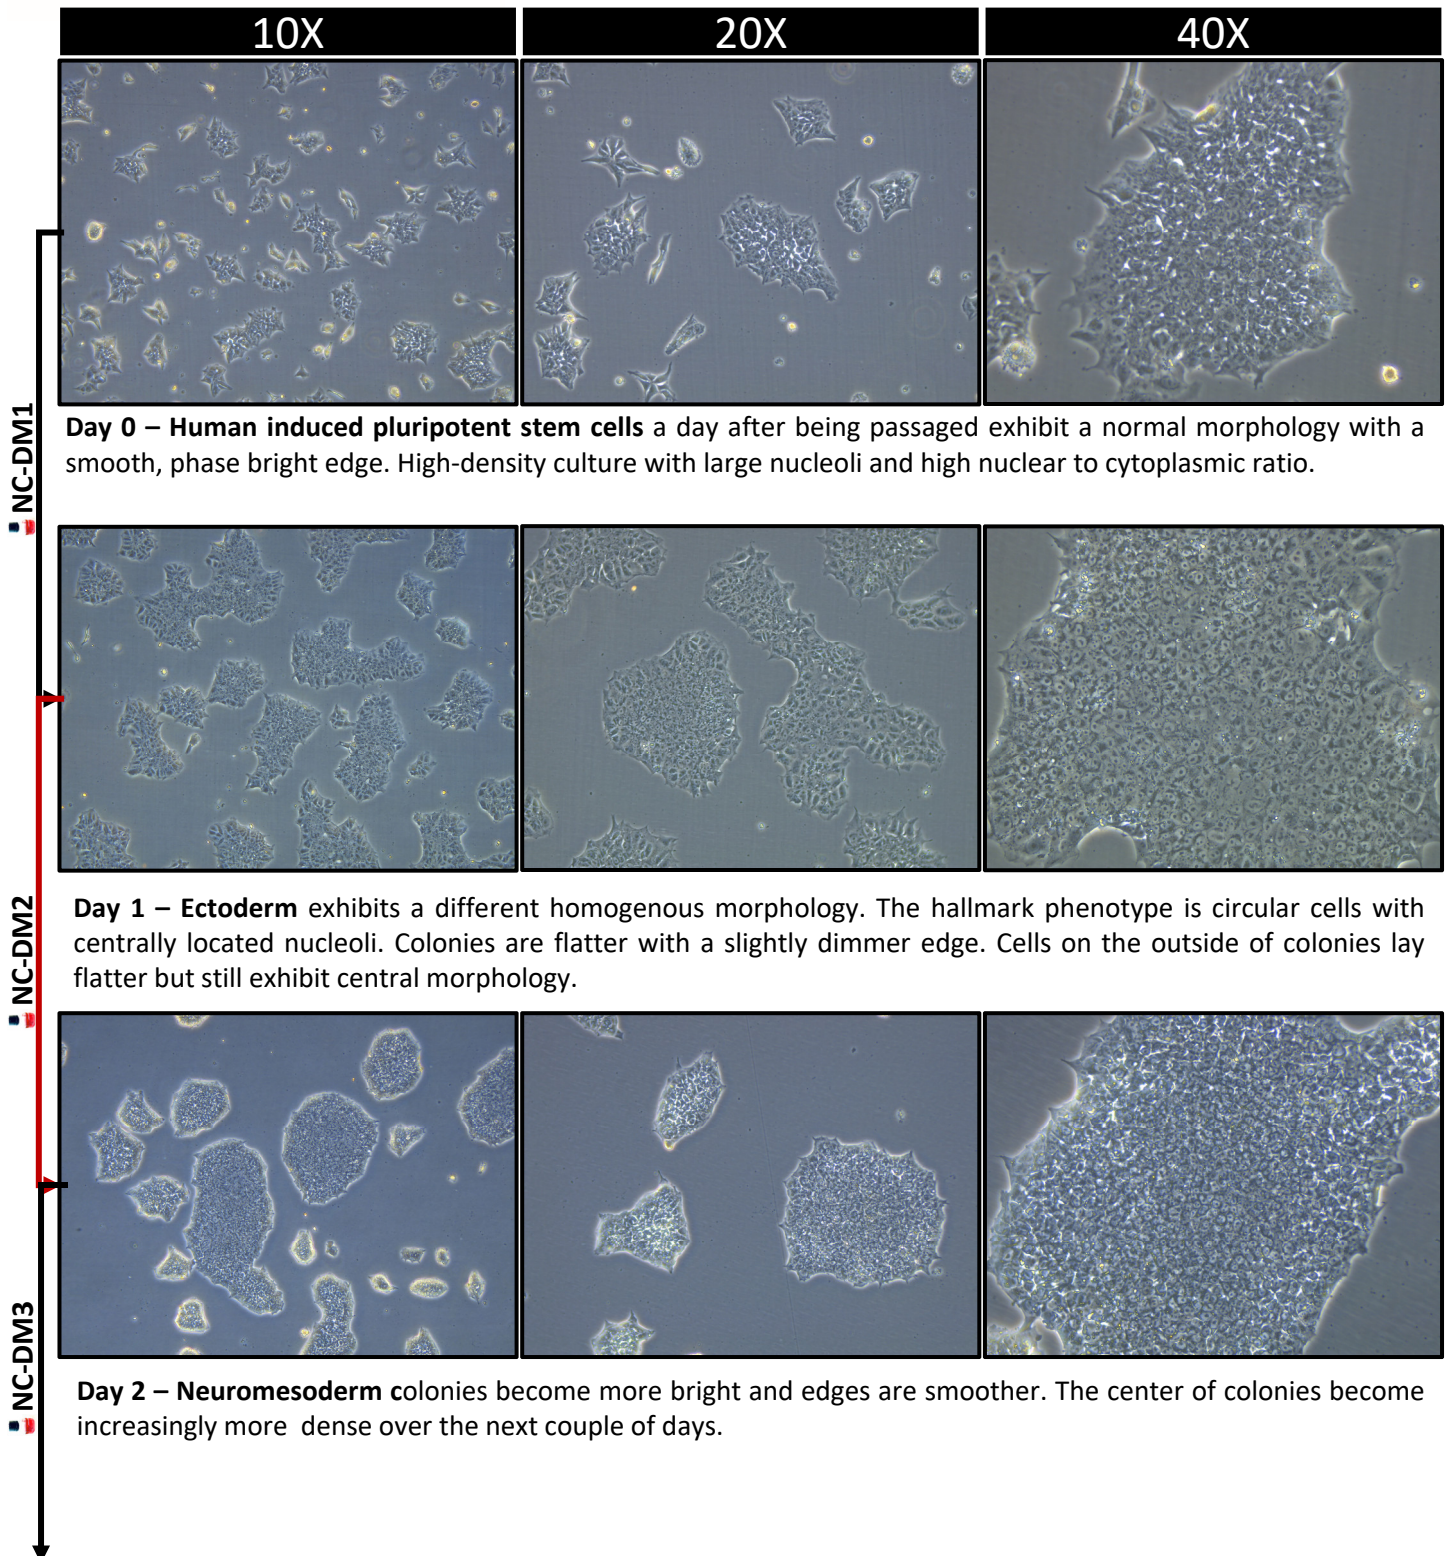 10X
20X
40X
NC-DM1
Day 0 – Human induced pluripotent stem cells a day after being passaged exhibit a normal morphology with a
smooth, phase bright edge. High-density culture with large nucleoli and high nuclear to cytoplasmic ratio.
NC-DM2
Day 1 – Ectoderm exhibits a different homogenous morphology. The hallmark phenotype is circular cells with
centrally located nucleoli. Colonies are flatter with a slightly dimmer edge. Cells on the outside of colonies lay
flatter but still exhibit central morphology.
NC-DM3
Day 2 – Neuromesoderm colonies become more bright and edges are smoother. The center of colonies become
increasingly more dense over the next couple of days.